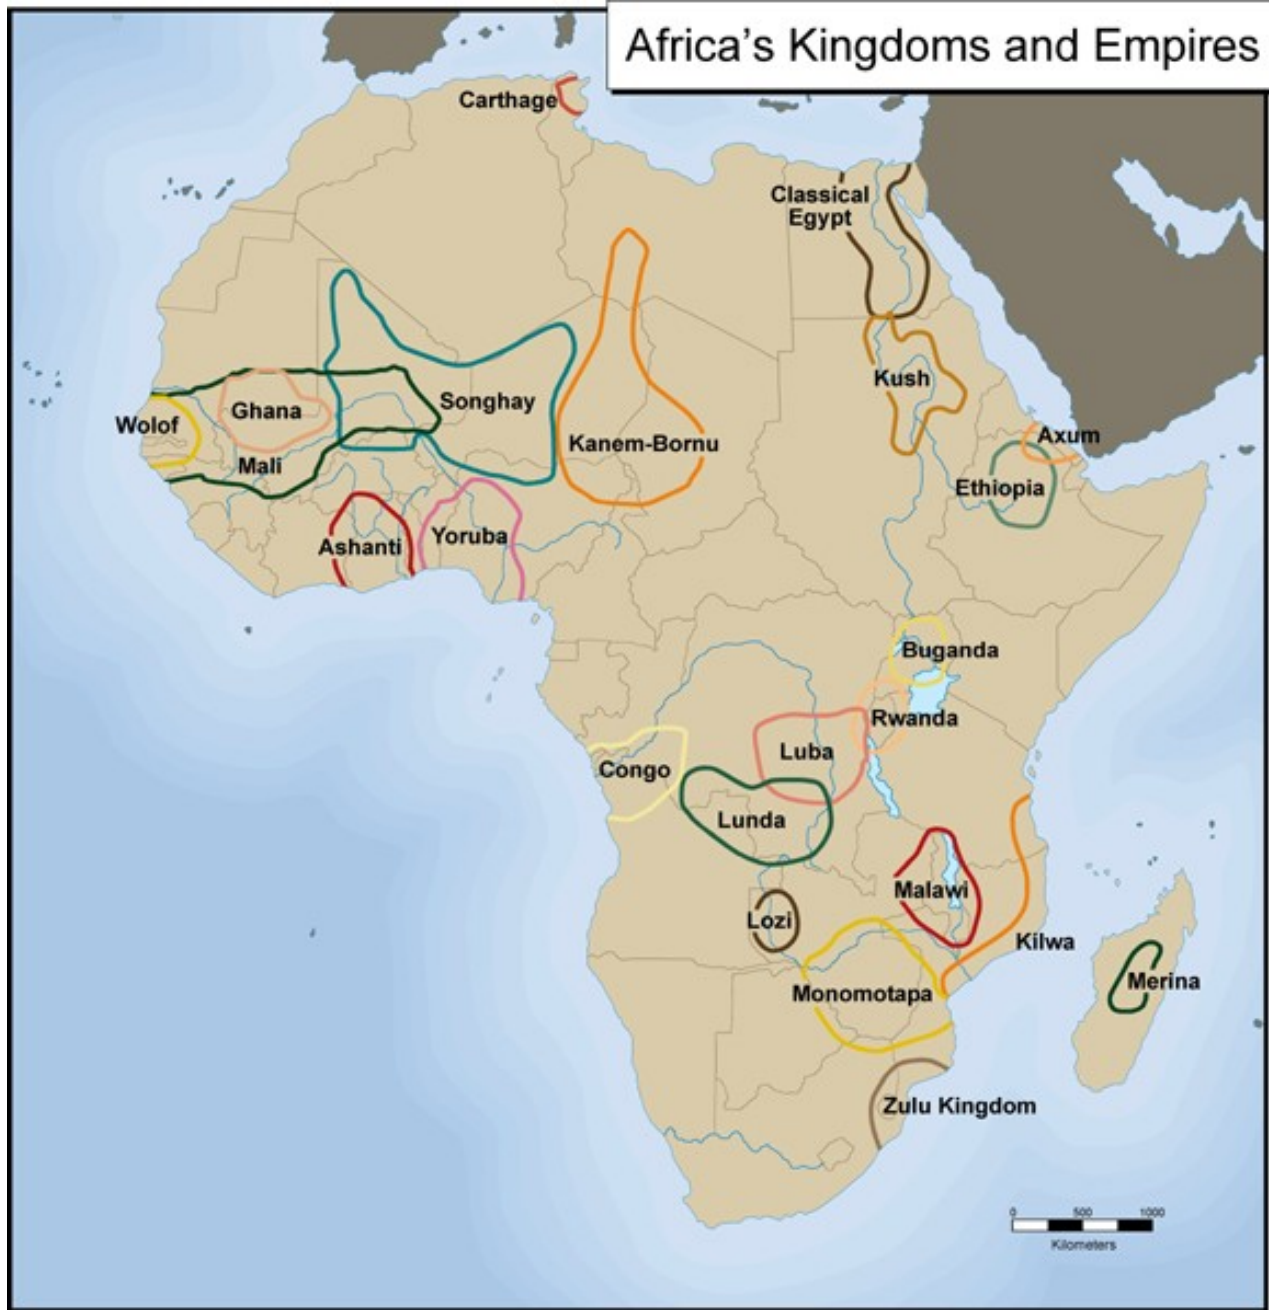 Africa's Kingdoms and Empires
Carthage
Classical
Egypt
Kush
Wolof
Ghana
Songhay
Mali
Kanem-Bornu
Axum
Ethiopia
Ashanti
Yoruba
Buganda
Rwanda
Congo
Luba
Lunda
Malawi
Lozi
Kilwa
Monomotapa
Merina
Zulu Kingdom
0 500 1000
Kilometers